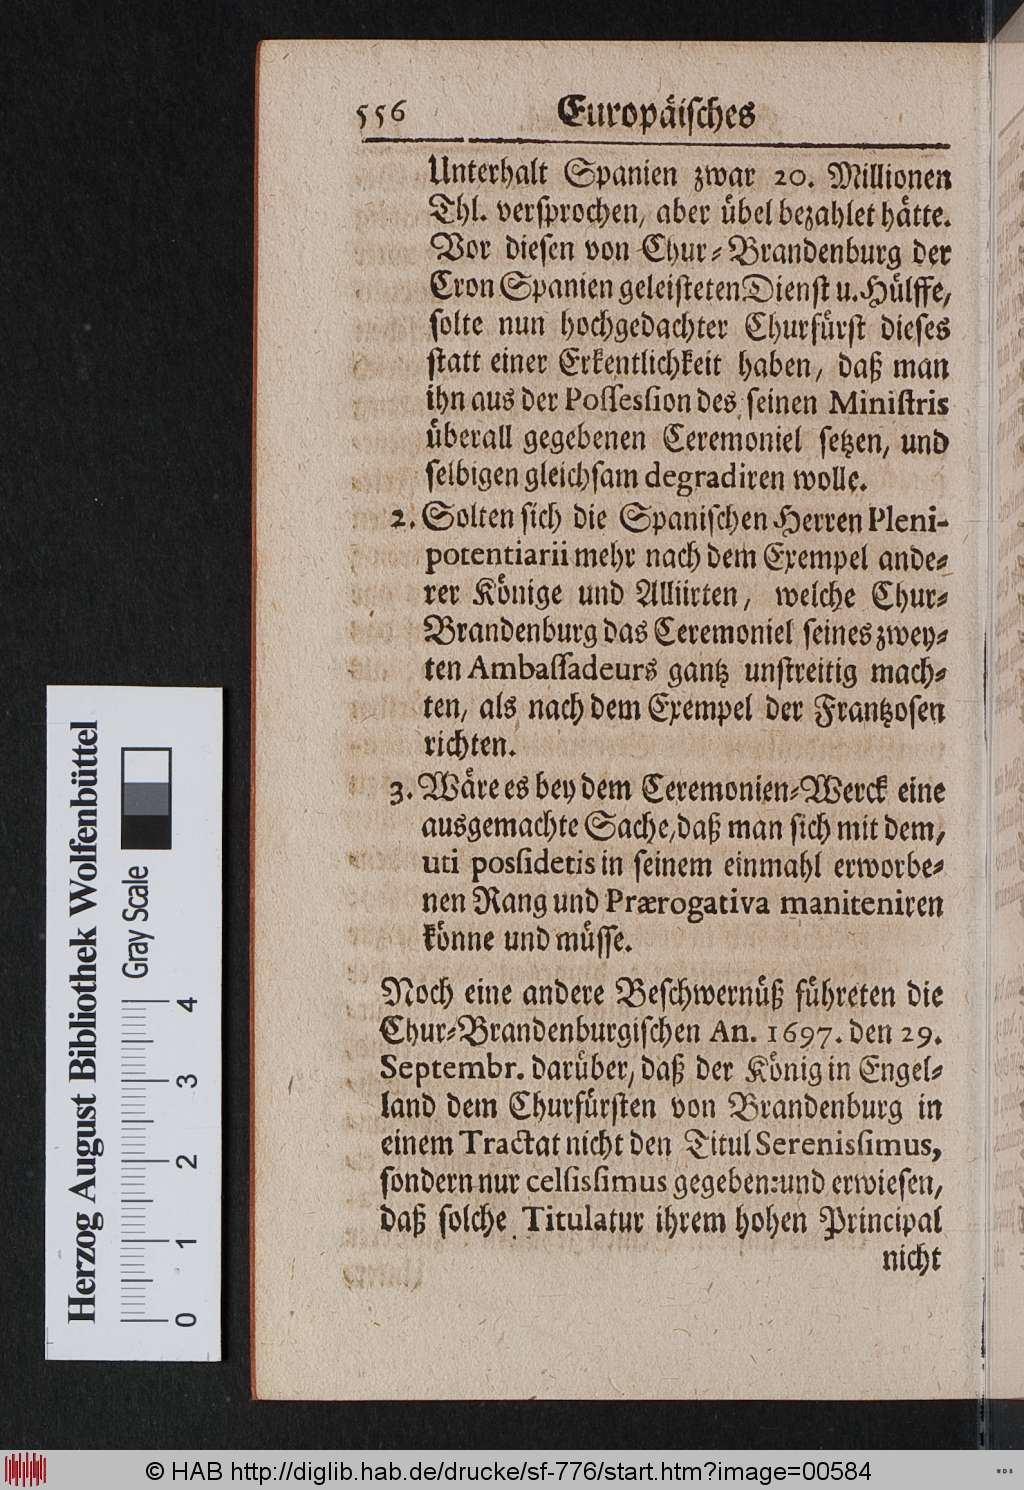 556 Europäiſches
Unterhalt Spanien zwar 20. Millionen
Thl. verſprochen, aber übel bezahlet hätte.
Vor dieſen von Chur-Brandenburg der
Cron Spanien geleiſteten Dienſt u. Hülffe,
ſolte nun hochgedachter Churfürſt dieſes
ſtatt einer Erkentlichkeit haben, daß man
ihn aus der Poſſeſſion des ſeinen Miniſtris
überall gegebenen Ceremoniel ſetzen, und
ſelbigen gleichſam degradiren wolle.
2. Solten ſich die Spaniſchen Herren Pleni-
potentiarii mehr nach dem Exempel ande-
rer Könige und Alliirten, welche Chur-
Brandenburg das Ceremoniel ſeines zwey-
ten Ambaſſadeurs gantz unſtreitig mach-
ten, als nach dem Exempel der Frantzoſen
richten.
3. Wäre es bey dem Ceremonien-Werck eine
ausgemachte Sache, daß man ſich mit dem,
uti poſſidetis in ſeinem einmahl erworbe-
nen Rang und Prærogativa maniteniren
könne und müſſe.
Noch eine andere Beſchwernüß führeten die
Chur-Brandenburgiſchen An. 1697. den 29.
Septembr. darüber, daß der König in Engel-
land dem Churfürſten von Brandenburg in
einem Tractat nicht den Titul Sereniſſimus,
ſondern nur celſiſſimus gegeben: und erwieſen,
daß ſolche Titulatur ihrem hohen Principal
nicht
Herzog August Bibliothek Wolfenbüttel
Gray Scale
0 1 2 3 4
© HAB http://diglib.hab.de/drucke/sf-776/start.htm?image=00584